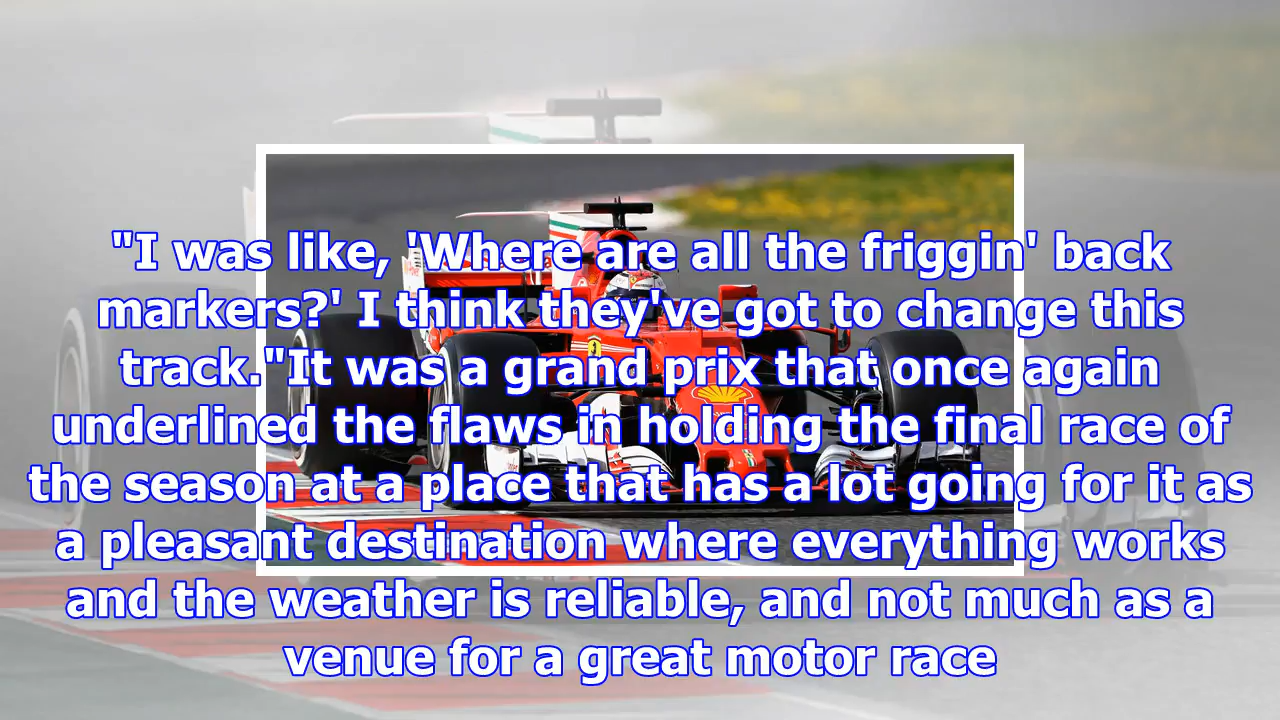 "I was like, 'Where are all the friggin' back
markers?' I think they've got to change this
track."It was a grand prix that once again
underlined the flaws in holding the final race of
the season at a place that has a lot going for it as
a pleasant destination where everything works
and the weather is reliable, and not much as a
venue for a great motor race